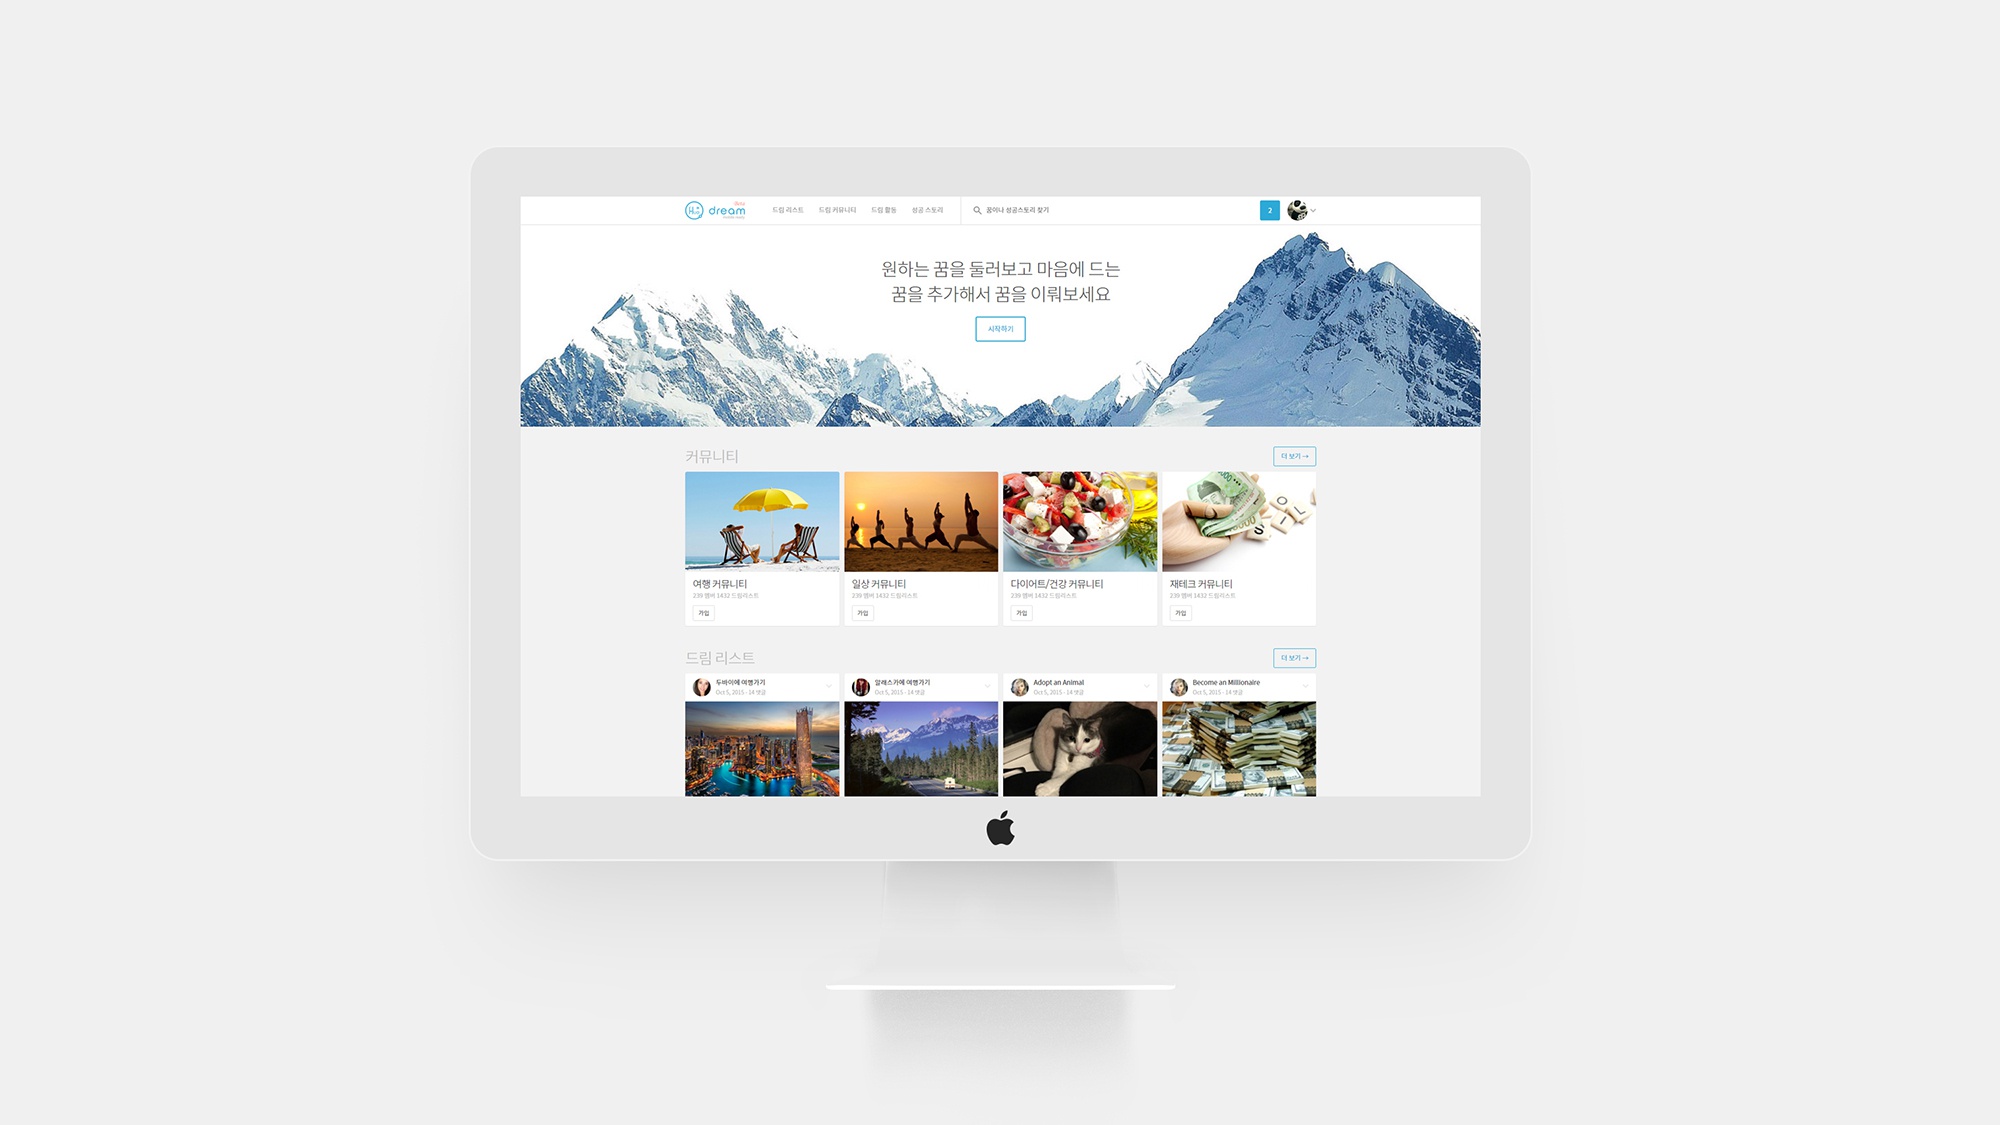 dream
드림 리스트 드림 커뮤니티 드림 활동 성공 스토리 꿈이나 성공스토리 찾기 2
원하는 꿈을 둘러보고 마음에 드는
꿈을 추가해서 꿈을 이뤄보세요
시작하기
커뮤니티
더 보기 →
여행 커뮤니티
239 멤버 1432 드림리스트
가입
일상 커뮤니티
239 멤버 1432 드림리스트
가입
다이어트/건강 커뮤니티
239 멤버 1432 드림리스트
가입
재테크 커뮤니티
239 멤버 1432 드림리스트
가입
드림 리스트
더 보기 →
두바이에 여행가기
Oct 5, 2015 - 14 댓글
알래스카에 여행가기
Oct 5, 2015 - 14 댓글
Adopt an Animal
Oct 5, 2015 - 14 댓글
Become an Millionaire
Oct 5, 2015 - 14 댓글